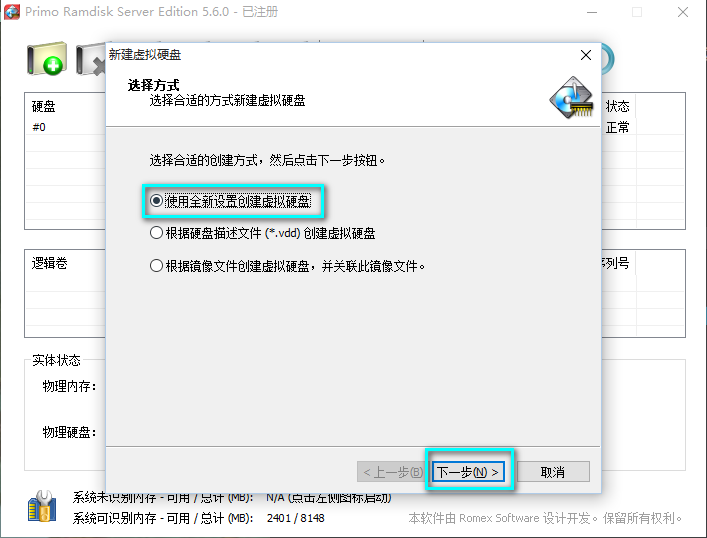 Primo Ramdisk Server Edition 5.6.0 - 已注册
新建虚拟硬盘
选择方式
选择合适的方式新建虚拟硬盘
硬盘
状态
#0
正常
选择合适的创建方式，然后点击下一步按钮。
使用全新设置创建虚拟硬盘
根据硬盘描述文件 (*.vdd) 创建虚拟硬盘
根据镜像文件创建虚拟硬盘，并关联此镜像文件。
逻辑卷
序列号
实体状态
物理内存：
物理硬盘：
< 上一步(B)
下一步(N) >
取消
系统未识别内存 - 可用 / 总计 (MB)： N/A (点击左侧图标启动)
系统可识别内存 - 可用 / 总计 (MB)： 2401 / 8148
本软件由 Romex Software 设计开发。保留所有权利。